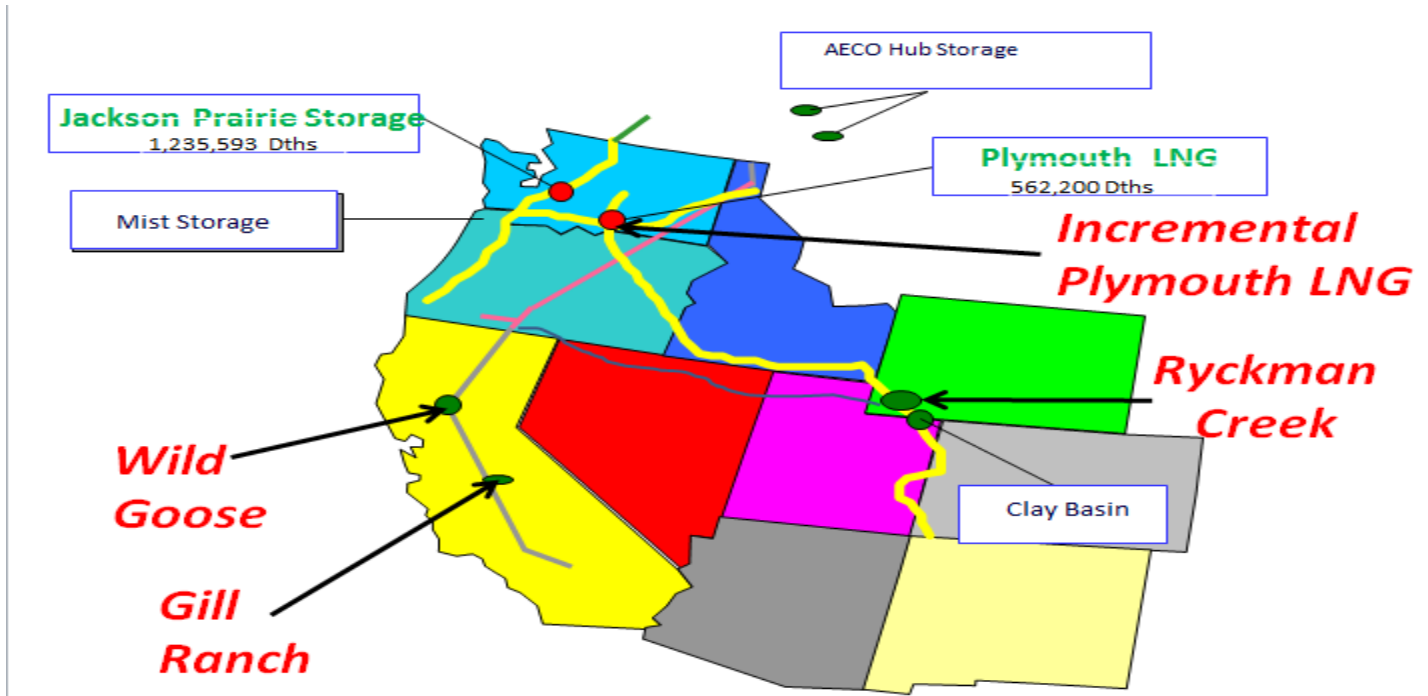 AECO Hub Storage
Jackson Prairie Storage
1,235,593 Dths
Plymouth LNG
562,200 Dths
Mist Storage
Incremental
Plymouth LNG
Ryckman
Creek
Wild
Goose
Clay Basin
Gill
Ranch